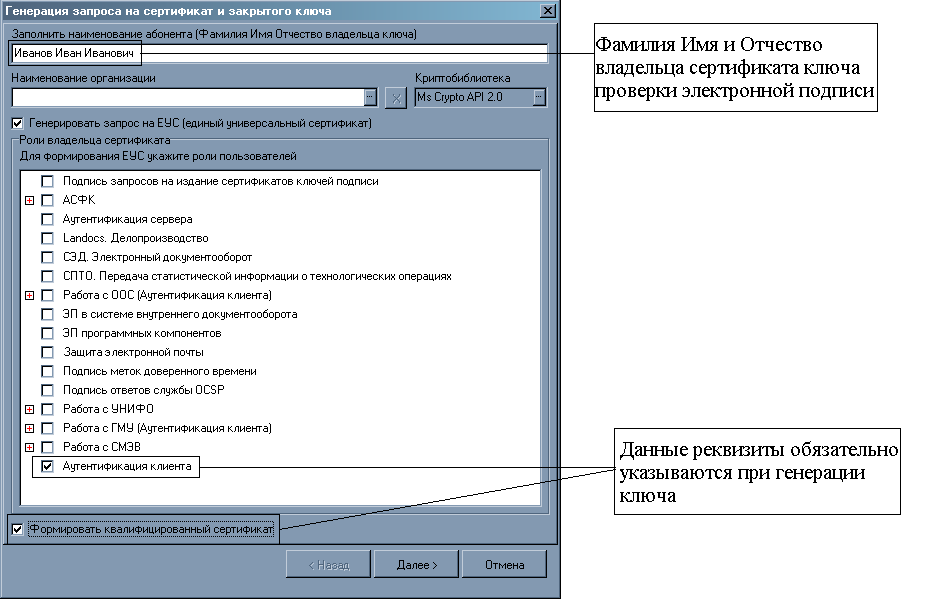 Генерация запроса на сертификат и закрытого ключа
Заполнить наименование абонента (Фамилия Имя Отчество владельца ключа)
Иванов Иван Иванович
Наименование организации
Криптобиблиотека
Ms Crypto API 2.0
Генерировать запрос на ЕУС (единый универсальный сертификат)
Роли владельца сертификата
Для формирования ЕУС укажите роли пользователей
Подпись запросов на издание сертификатов ключей подписи
АСФК
Аутентификация сервера
Landocs. Делопроизводство
СЭД. Электронный документооборот
СПТО. Передача статистической информации о технологических операциях
Работа с ООС (Аутентификация клиента)
ЭП в системе внутреннего документооборота
ЭП программных компонентов
Защита электронной почты
Подпись меток доверенного времени
Подпись ответов службы OCSP
Работа с УНИФО
Работа с ГМУ (Аутентификация клиента)
Работа с СМЭВ
Аутентификация клиента
Формировать квалифицированный сертификат
< Назад
Далее >
Отмена
Фамилия Имя и Отчество
владельца сертификата ключа
проверки электронной подписи
Данные реквизиты обязательно
указываются при генерации
ключа